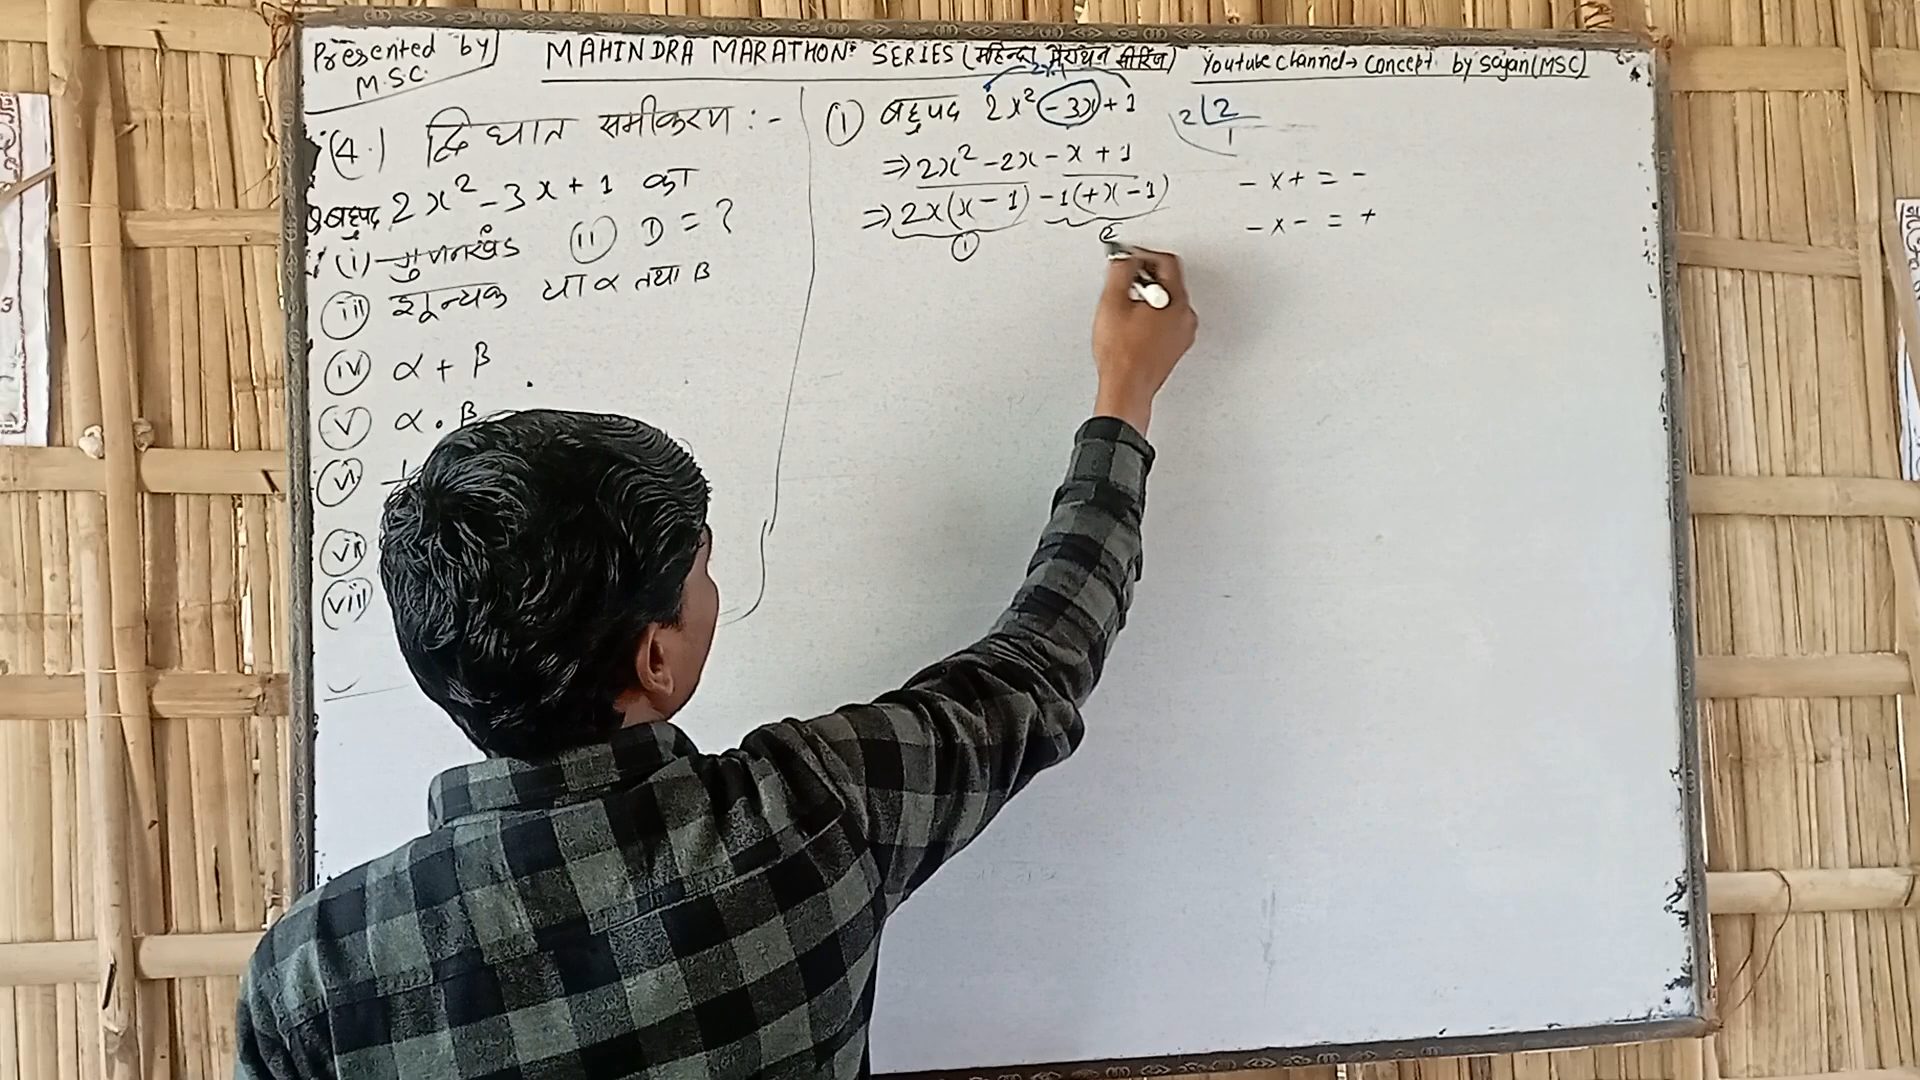 Presented by
M.S.C.
MAHINDRA MARATHON: SERIES (महिन्द्रा मैराथन सीरिज) Youtube channel → concept by sajan (MSC)
(4.) द्विघात समीकरण :-
बहुपद 2x² - 3x + 1 का
(i) गुणनखंड (ii) D = ?
(iii) शून्यक या α तथा β
(iv) α + β
(v) α . β
(vi)
(vii)
(viii)
① बहुपद 2x² - 3x + 1
⇒ 2x² - 2x - x + 1
⇒ 2x(x - 1) - 1(+x - 1)
① ②
2 2
1
- x + = -
- x - = +